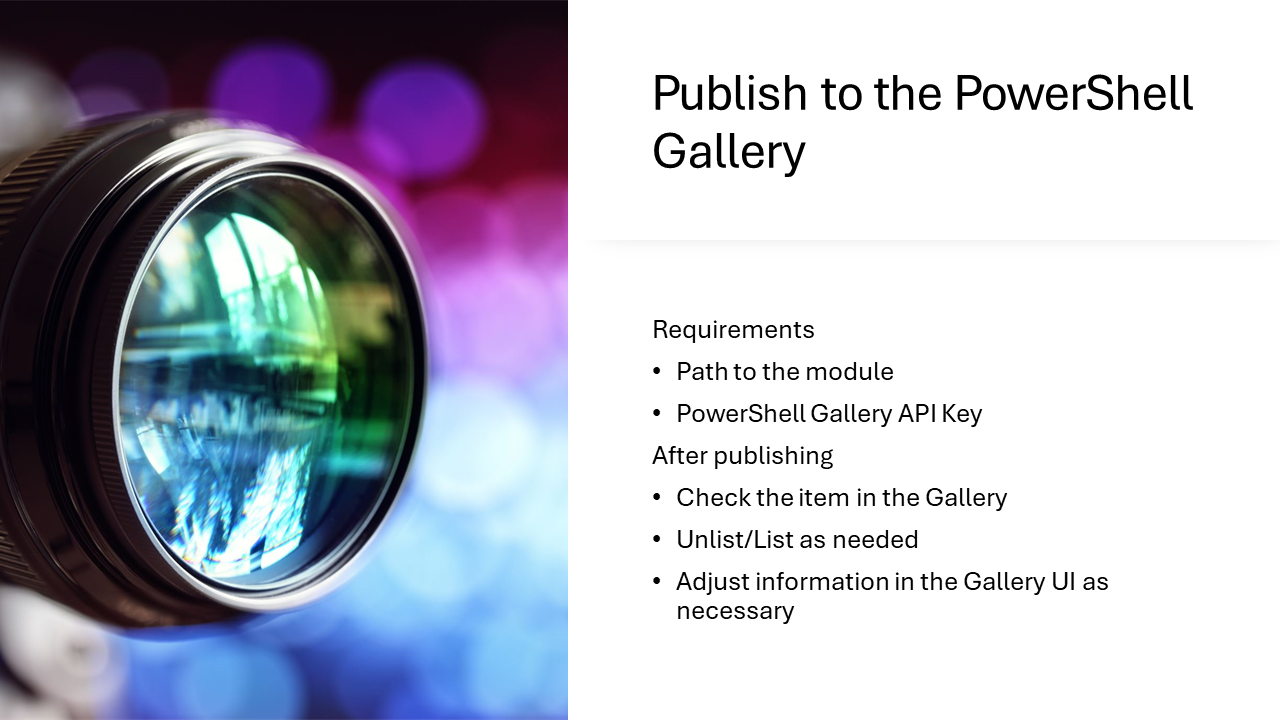 Publish to the PowerShell
Gallery
Requirements
• Path to the module
• PowerShell Gallery API Key
After publishing
• Check the item in the Gallery
• Unlist/List as needed
• Adjust information in the Gallery UI as
necessary